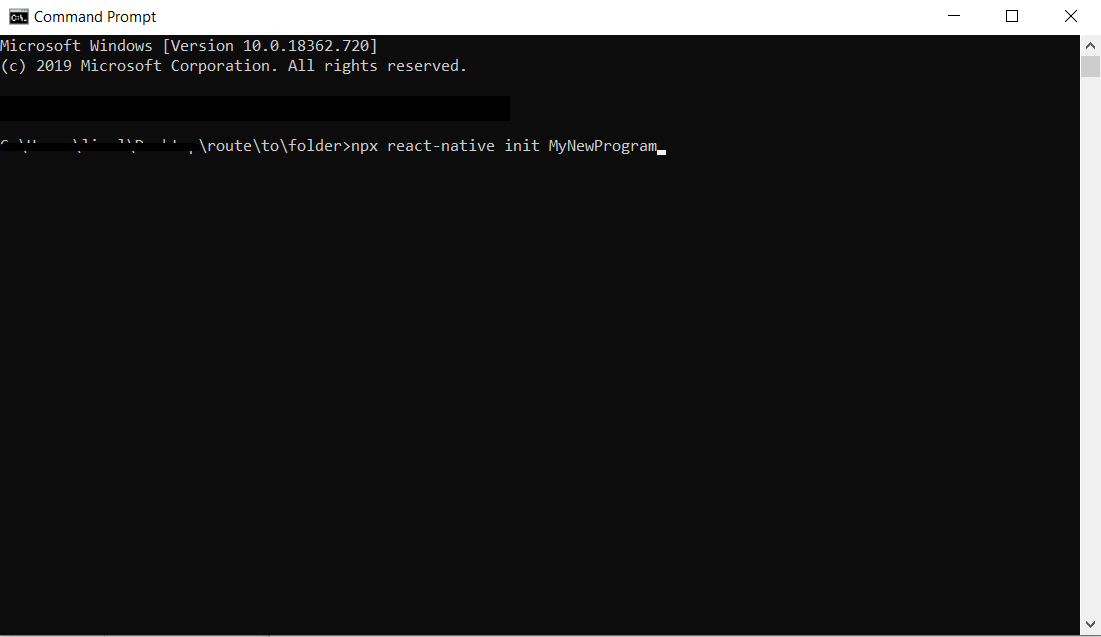 Command Prompt
Microsoft Windows [Version 10.0.18362.720]
(c) 2019 Microsoft Corporation. All rights reserved.
\route\to\folder>npx react-native init MyNewProgram